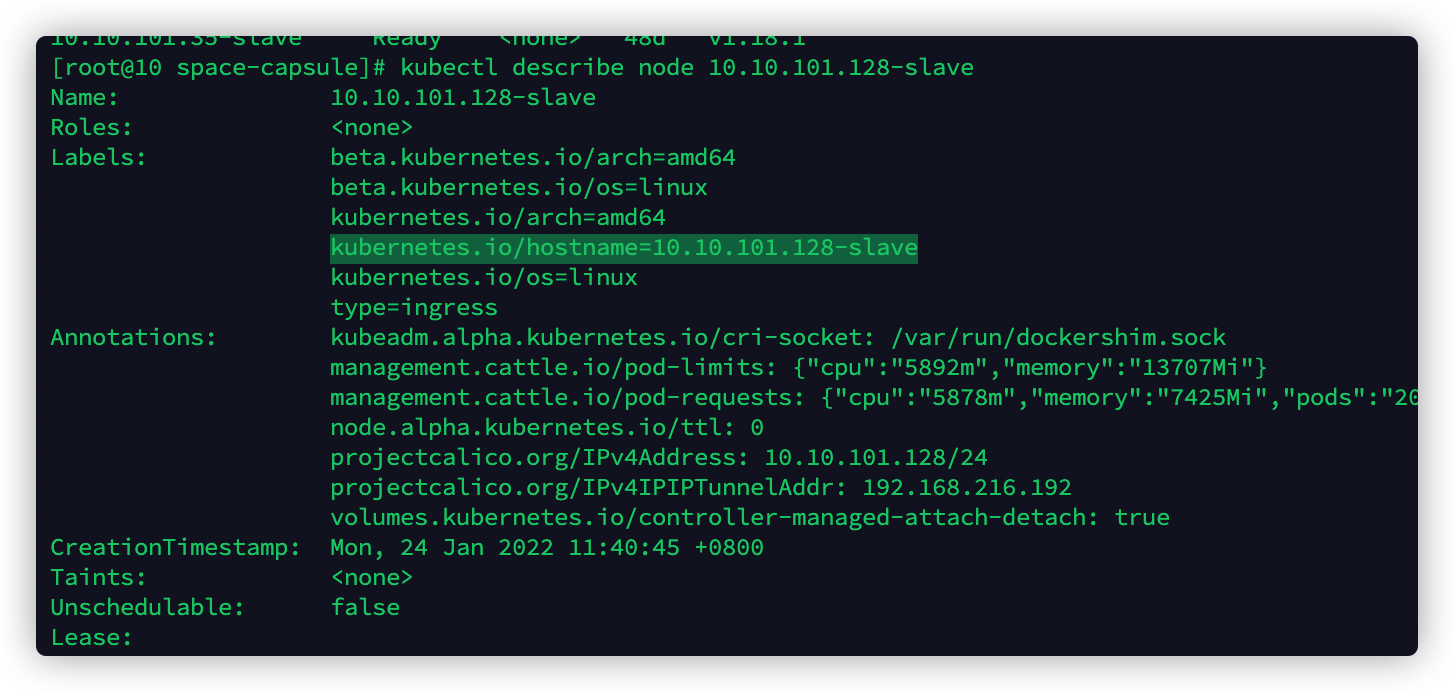 10.10.101.35-slave     Ready    <none>   48d   v1.18.1
[root@10 space-capsule]# kubectl describe node 10.10.101.128-slave
Name:               10.10.101.128-slave
Roles:              <none>
Labels:             beta.kubernetes.io/arch=amd64
                    beta.kubernetes.io/os=linux
                    kubernetes.io/arch=amd64
                    kubernetes.io/hostname=10.10.101.128-slave
                    kubernetes.io/os=linux
                    type=ingress
Annotations:        kubeadm.alpha.kubernetes.io/cri-socket: /var/run/dockershim.sock
                    management.cattle.io/pod-limits: {"cpu":"5892m","memory":"13707Mi"}
                    management.cattle.io/pod-requests: {"cpu":"5878m","memory":"7425Mi","pods":"20
                    node.alpha.kubernetes.io/ttl: 0
                    projectcalico.org/IPv4Address: 10.10.101.128/24
                    projectcalico.org/IPv4IPIPTunnelAddr: 192.168.216.192
                    volumes.kubernetes.io/controller-managed-attach-detach: true
CreationTimestamp:  Mon, 24 Jan 2022 11:40:45 +0800
Taints:             <none>
Unschedulable:      false
Lease: